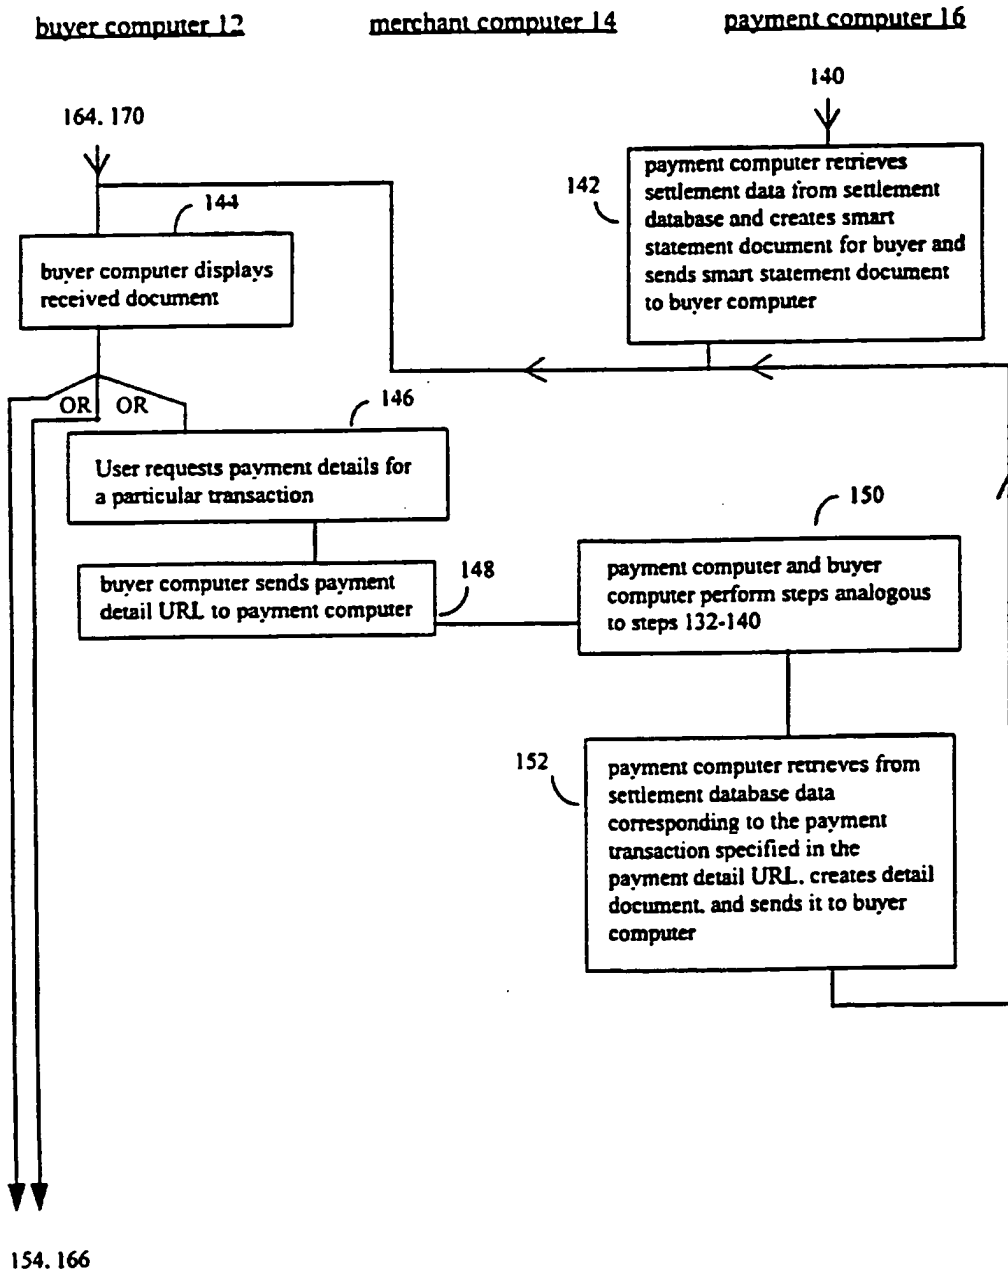 buyer computer 12
merchant computer 14
payment computer 16
140
164. 170
142
payment computer retrieves
settlement data from settlement
database and creates smart
statement document for buyer and
sends smart statement document
to buyer computer
144
buyer computer displays
received document
OR OR
146
User requests payment details for
a particular transaction
150
148
buyer computer sends payment
detail URL to payment computer
payment computer and buyer
computer perform steps analogous
to steps 132-140
152
payment computer retrieves from
settlement database data
corresponding to the payment
transaction specified in the
payment detail URL. creates detail
document. and sends it to buyer
computer
154. 166